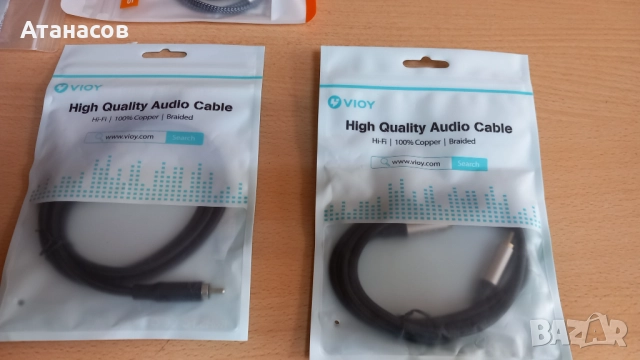 Атанасов
VIOY
High Quality Audio Cable
Hi-Fi | 100% Copper | Braided
www.vioy.com Search
VIOY
High Quality Audio Cable
Hi-Fi | 100% Copper | Braided
www.vioy.com Search
BAZAR